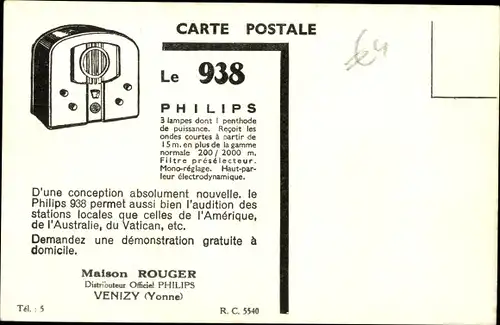 CARTE POSTALE
Le 938
PHILIPS
3 lampes dont 1 penthode
de puissance. Reçoit les
ondes courtes à partir de
15 m. en plus de la gamme
normale 200/2000 m.
Filtre présélecteur.
Mono-réglage. Haut-par-
leur électrodynamique.
D'une conception absolument nouvelle. le
Philips 938 permet aussi bien l'audition des
stations locales que celles de l'Amérique,
de l'Australie, du Vatican, etc.
Demandez une démonstration gratuite à
domicile.
Maison ROUGER
Distributeur Officiel PHILIPS
VENIZY (Yonne)
Tél. : 5
R. C. 5540